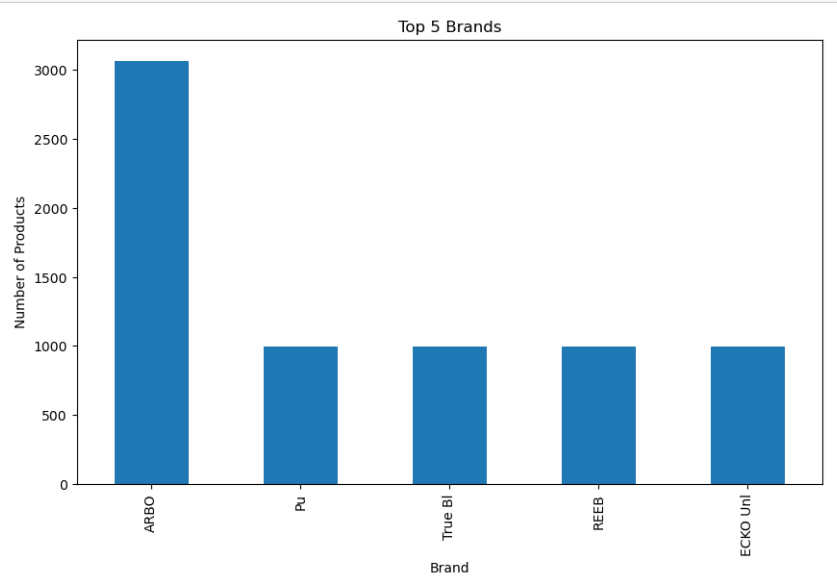 Top 5 Brands
Number of Products
3000
2500
2000
1500
1000
500
0
ARBO
Pu
True Bl
REEB
ECKO Unl
Brand